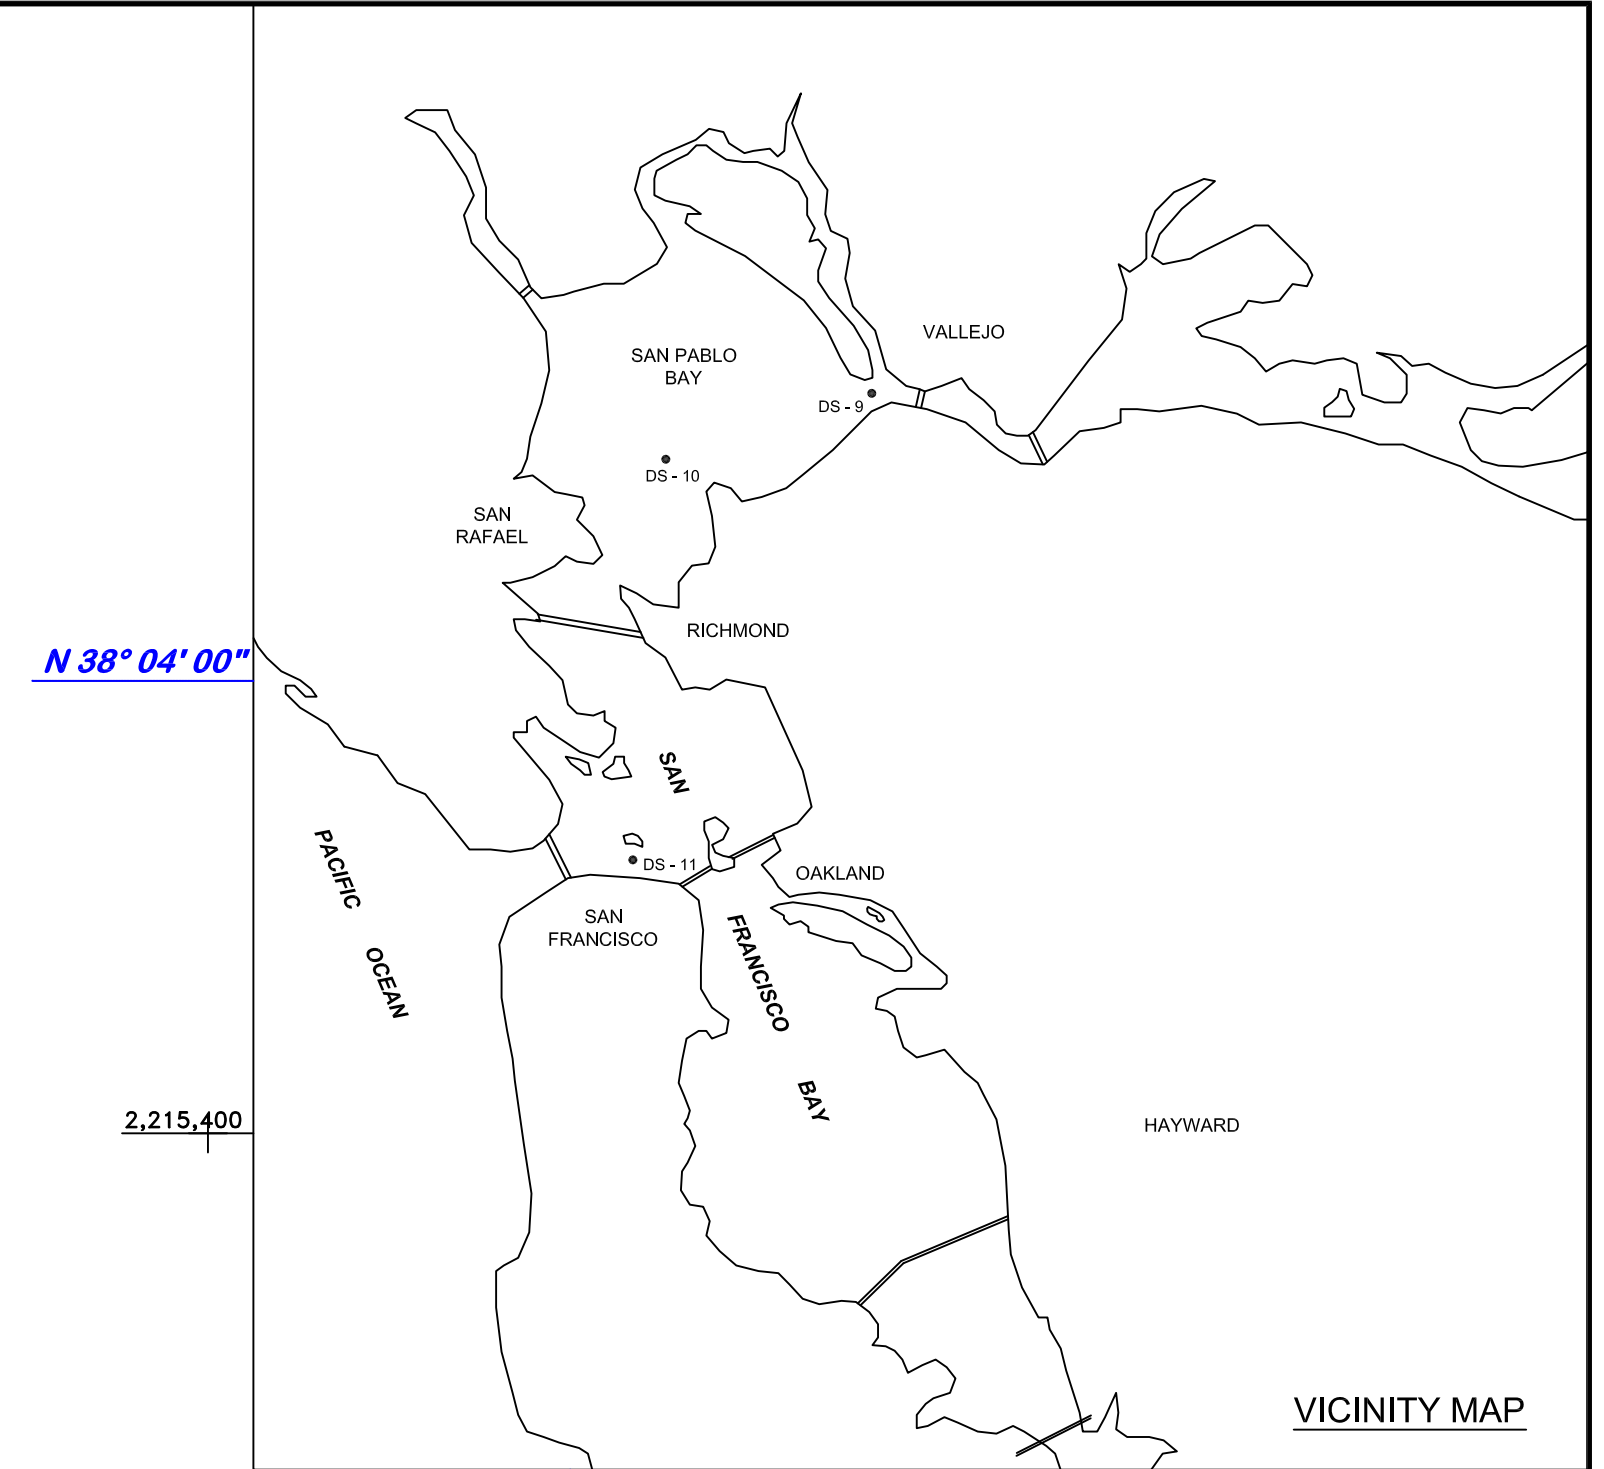 VALLEJO
SAN PABLO
BAY
DS - 9
DS - 10
SAN
RAFAEL
RICHMOND
N 38° 04' 00"
SAN
PACIFIC
DS - 11
OAKLAND
SAN
FRANCISCO
FRANCISCO
OCEAN
BAY
2,215,400
HAYWARD
VICINITY MAP